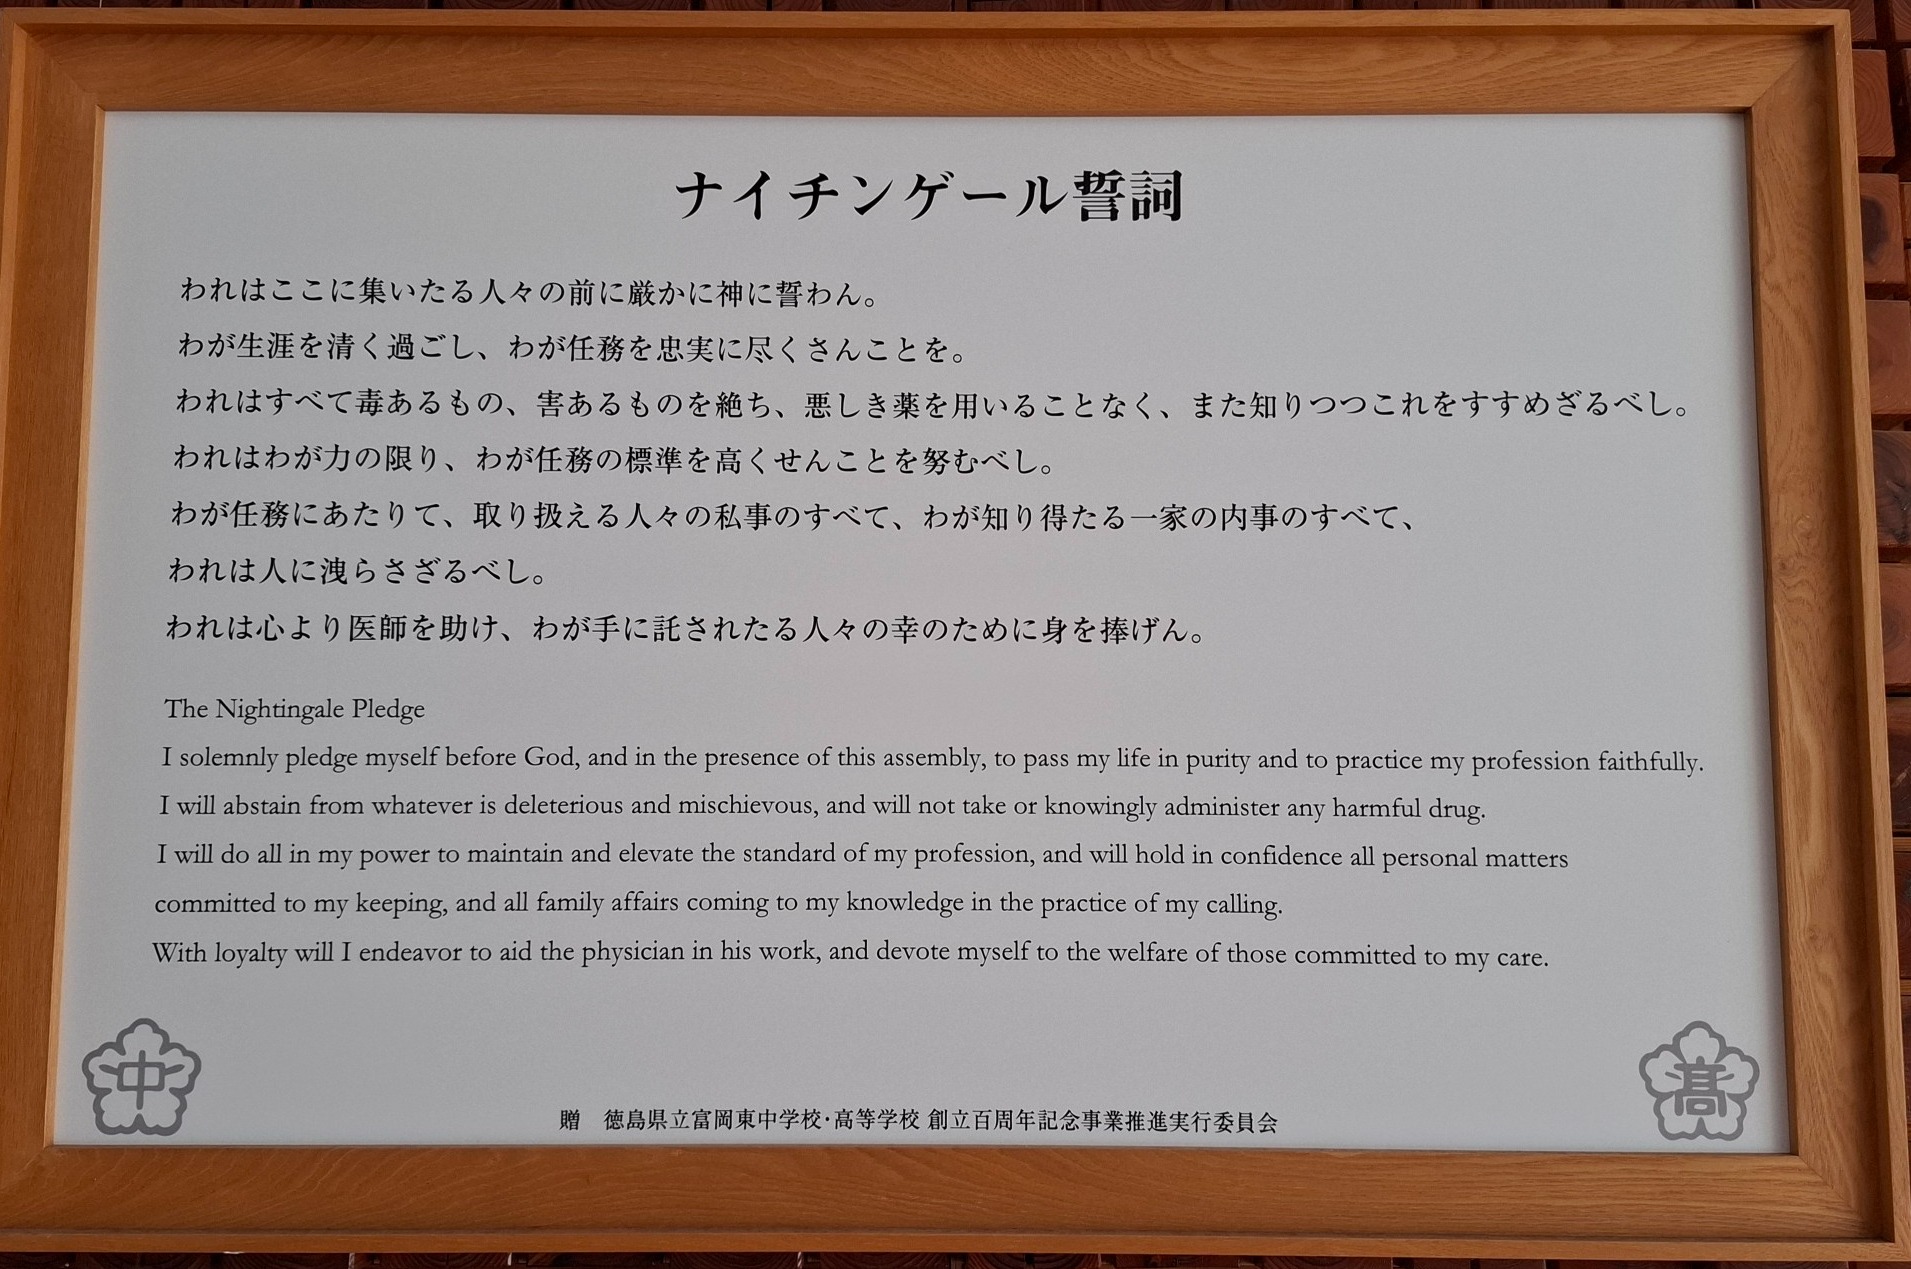 ナイチンゲール誓詞
われはここに集いたる人々の前に厳かに神に誓わん。
わが生涯を清く過ごし、わが任務を忠実に尽くさんことを。
われはすべて毒あるもの、害あるものを絶ち、悪しき薬を用いることなく、また知りつつこれをすすめざるべし。
われはわが力の限り、わが任務の標準を高くせんことを努むべし。
わが任務にあたりて、取り扱える人々の私事のすべて、わが知り得たる一家の内事のすべて、
われは人に洩らさざるべし。
われは心より医師を助け、わが手に託されたる人々の幸のために身を捧げん。
The Nightingale Pledge
I solemnly pledge myself before God, and in the presence of this assembly, to pass my life in purity and to practice my profession faithfully.
I will abstain from whatever is deleterious and mischievous, and will not take or knowingly administer any harmful drug.
I will do all in my power to maintain and elevate the standard of my profession, and will hold in confidence all personal matters
committed to my keeping, and all family affairs coming to my knowledge in the practice of my calling.
With loyalty will I endeavor to aid the physician in his work, and devote myself to the welfare of those committed to my care.
中
髙
贈　徳島県立富岡東中学校・高等学校 創立百周年記念事業推進実行委員会